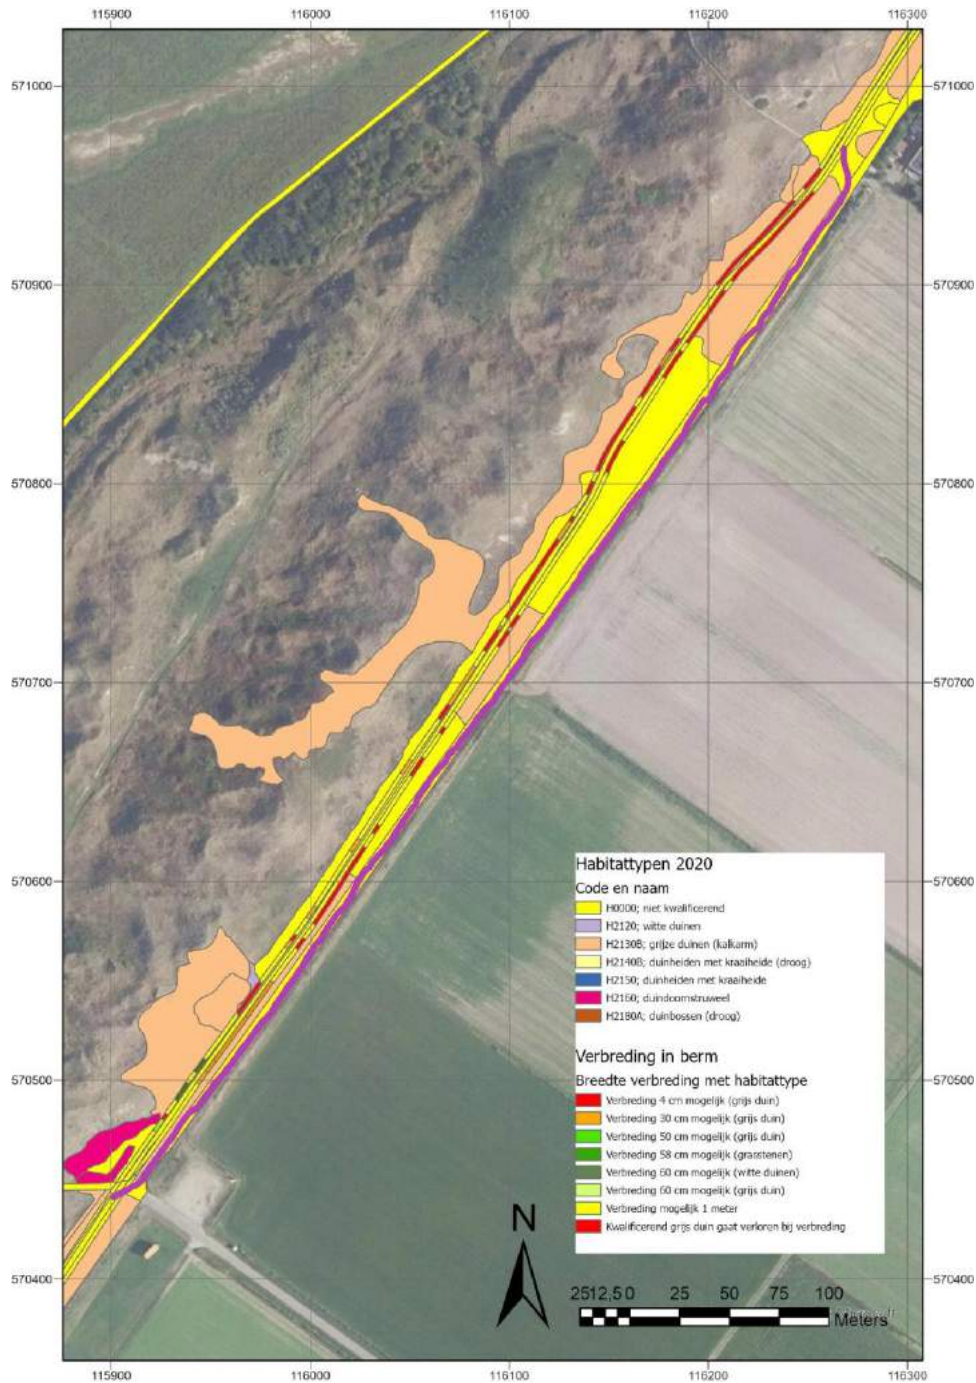 115900 116000 116100 116200 116300
571000 571000
570900 570900
570800 570800
570700 570700
570600 570600
570500 570500
570400 570400
Habitattypen 2020
Code en naam
H0000; niet kwalificerend
H2120; witte duinen
H2130B; grijze duinen (kalkarm)
H2140B; duinheiden met kraaiheide (droog)
H2150; duinheiden met kraaiheide
H2160; duindoornstruweel
H2180A; duinbossen (droog)
Verbreding in berm
Breedte verbreding met habitattype
Verbreding 4 cm mogelijk (grijs duin)
Verbreding 30 cm mogelijk (grijs duin)
Verbreding 50 cm mogelijk (grijs duin)
Verbreding 58 cm mogelijk (grasstenen)
Verbreding 60 cm mogelijk (witte duinen)
Verbreding 60 cm mogelijk (grijs duin)
Verbreding mogelijk 1 meter
Kwalificerend grijs duin gaat verloren bij verbreding
N
25 12,5 0 25 50 75 100
Meters
115900 116000 116100 116200 116300